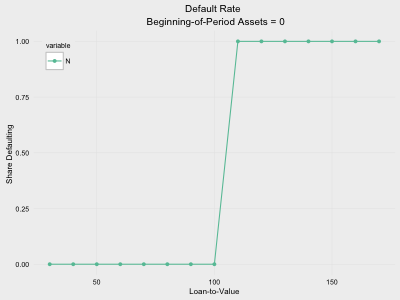 Default Rate
Beginning-of-Period Assets = 0
variable
N
1.00
0.75
0.50
0.25
0.00
Share Defaulting
50
100
150
Loan-to-Value